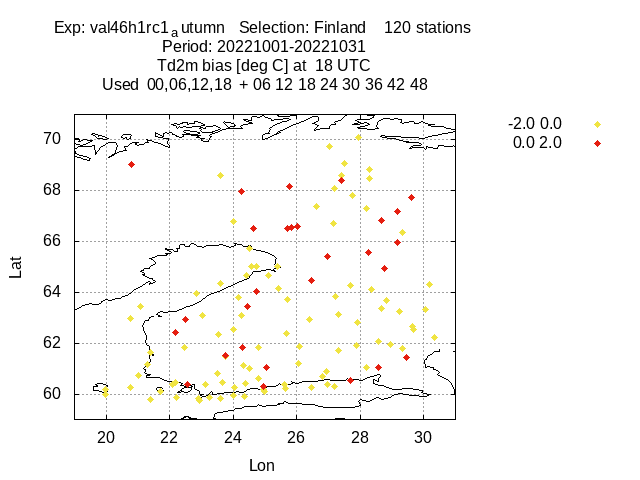 Exp: val46h1rc1a utumn Selection: Finland 120 stations
Period: 20221001-20221031
Td2m bias [deg C] at 18 UTC
Used 00,06,12,18 + 06 12 18 24 30 36 42 48
-2.0 0.0
0.0 2.0
70
68
66
64
62
60
Lat
20 22 24 26 28 30
Lon